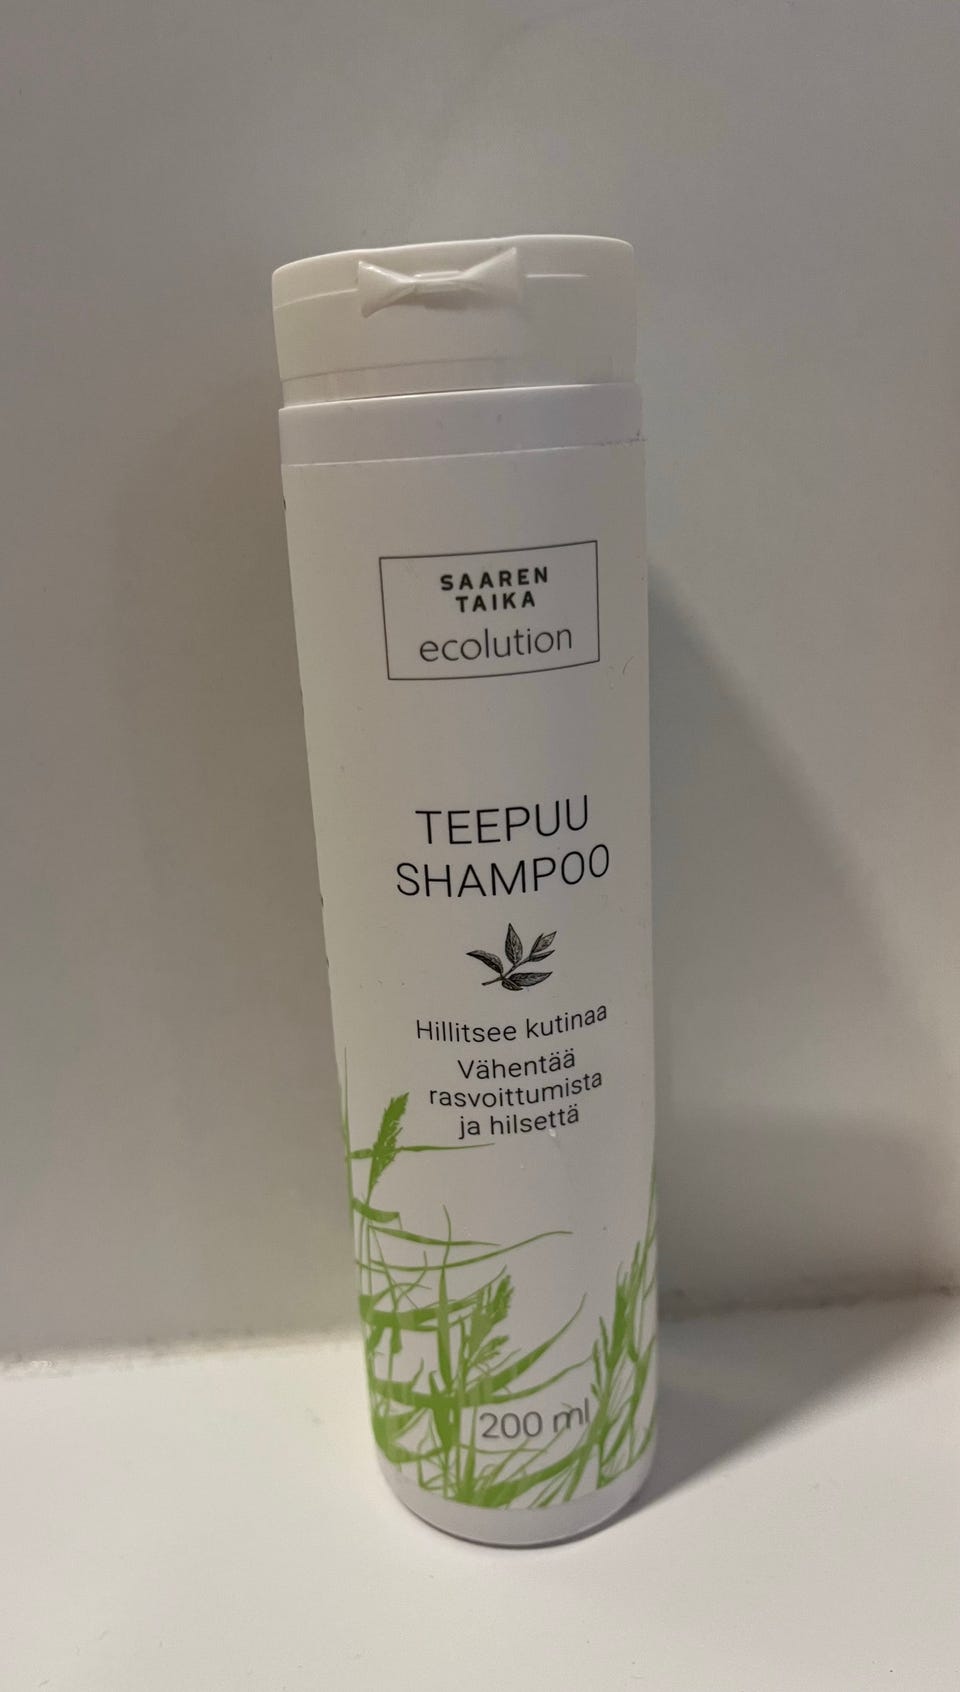 SAAREN
TAIKA
ecolution
TEEPUU
SHAMPOO
Hillitsee kutinaa
Vähentää
rasvoittumista
ja hilsettä
200 ml